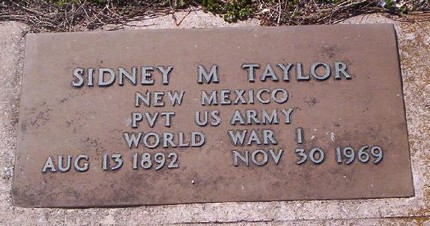 SIDNEY M TAYLOR
NEW MEXICO
PVT US ARMY
WORLD WAR I
AUG 13 1892 NOV 30 1969